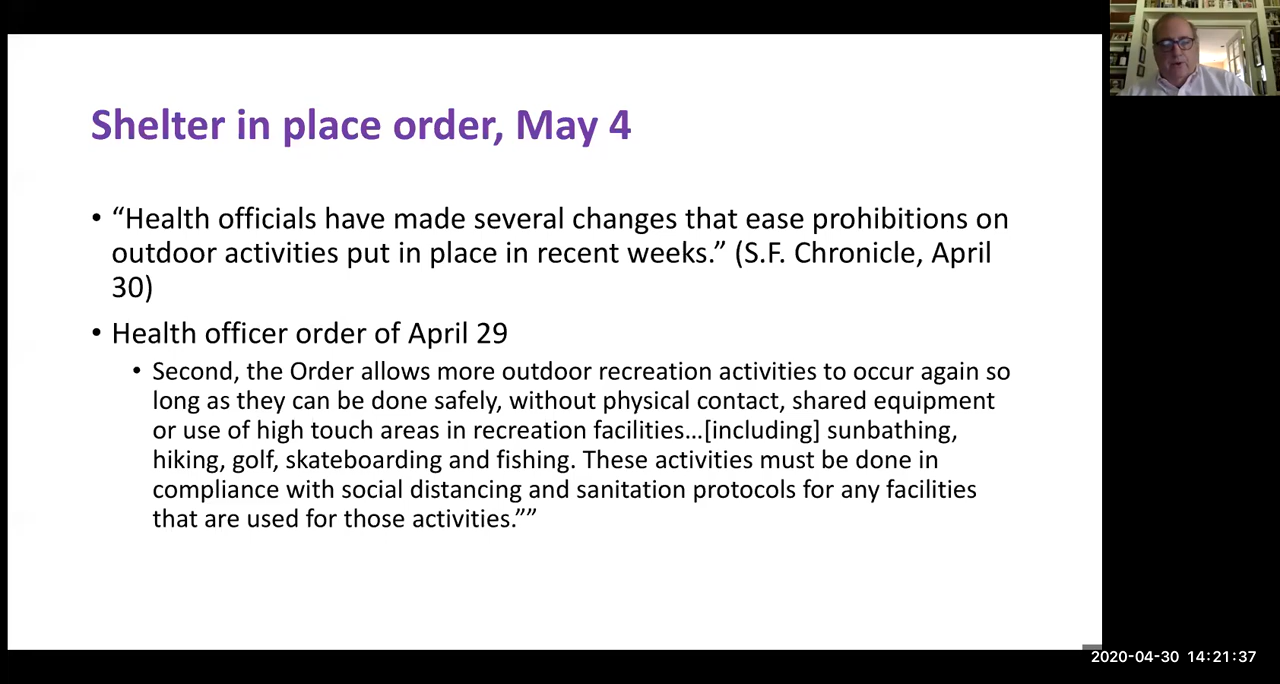 Shelter in place order, May 4
• “Health officials have made several changes that ease prohibitions on
outdoor activities put in place in recent weeks.” (S.F. Chronicle, April
30)
• Health officer order of April 29
• Second, the Order allows more outdoor recreation activities to occur again so
long as they can be done safely, without physical contact, shared equipment
or use of high touch areas in recreation facilities…[including] sunbathing,
hiking, golf, skateboarding and fishing. These activities must be done in
compliance with social distancing and sanitation protocols for any facilities
that are used for those activities.””
2020-04-30 14:21:37